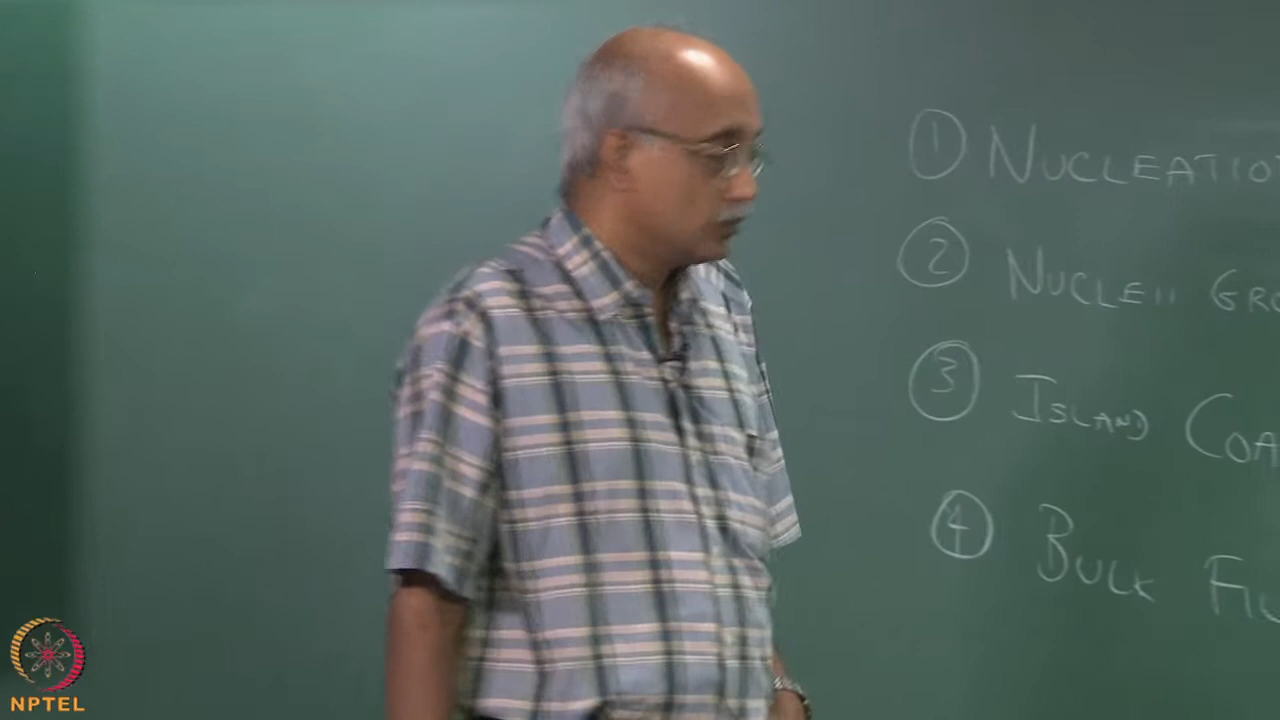 ① NUCLEATIO
② NUCLEII GRO
③ ISLAND COA
④ BULK FIL
NPTEL